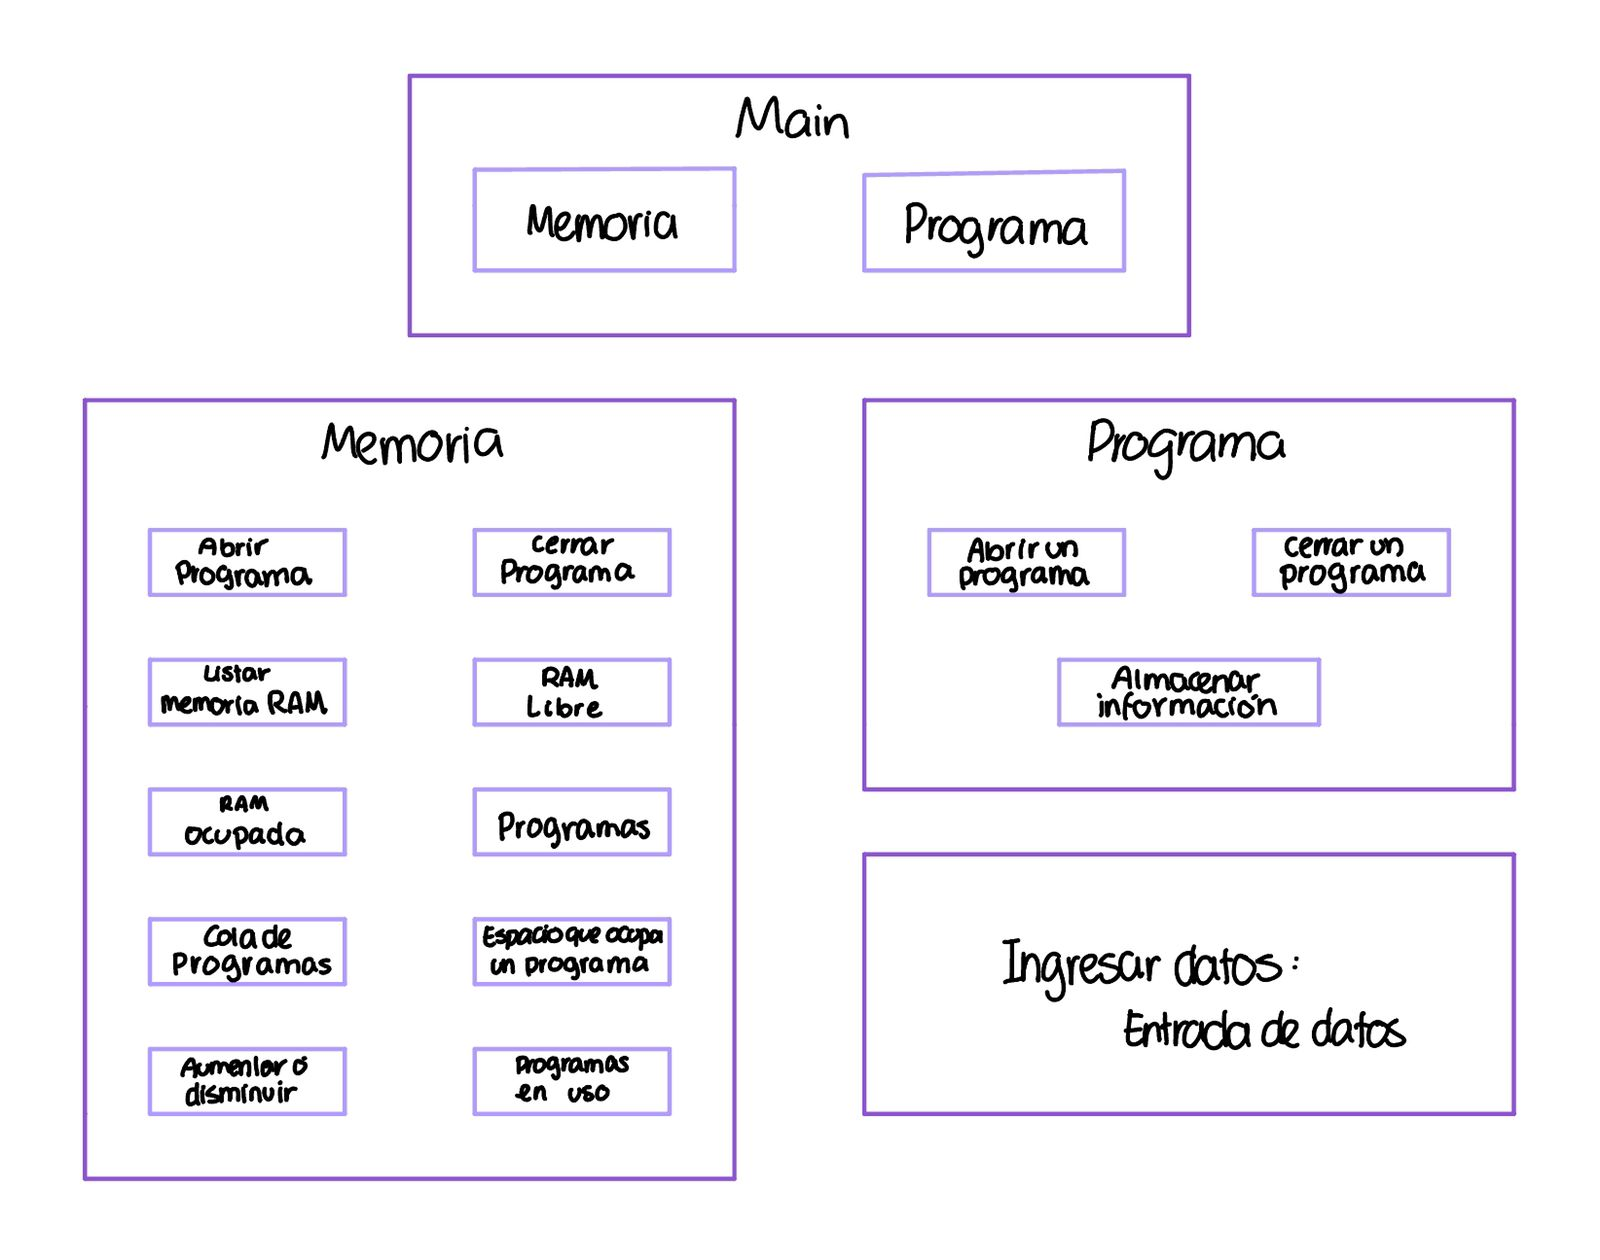 Main
Memoria
Programa
Memoria
Abrir
Programa
Cerrar
Programa
Listar
memoria RAM
RAM
Libre
RAM
ocupada
Programas
Cola de
Programas
Espacio que ocupa
un programa
Aumentar ó
disminuir
Programas
en uso
Programa
Abrir un
programa
Cerrar un
programa
Almacenar
información
Ingresar datos:
Entrada de datos